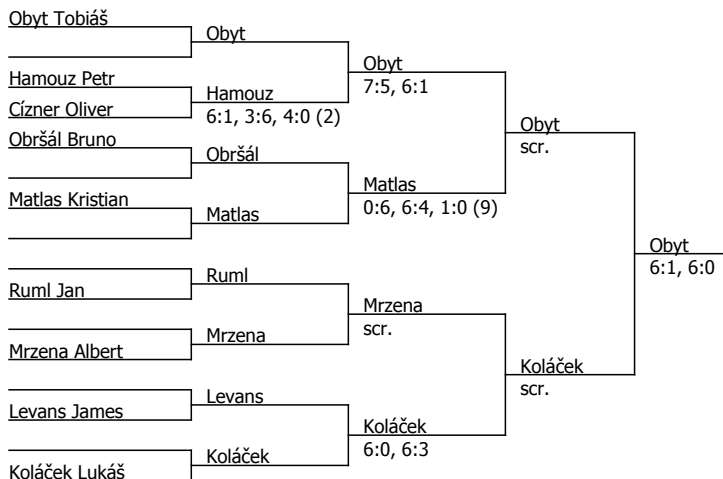 Obyt Tobiáš
Obyt
Hamouz Petr
Cízner Oliver
Hamouz
6:1, 3:6, 4:0 (2)
Obyt
7:5, 6:1
Obršál Bruno
Obršál
Matlas Kristian
Matlas
Matlas
0:6, 6:4, 1:0 (9)
Obyt
scr.
Ruml Jan
Ruml
Mrzena Albert
Mrzena
Mrzena
scr.
Levans James
Levans
Koláček Lukáš
Koláček
Koláček
6:0, 6:3
Koláček
scr.
Obyt
6:1, 6:0